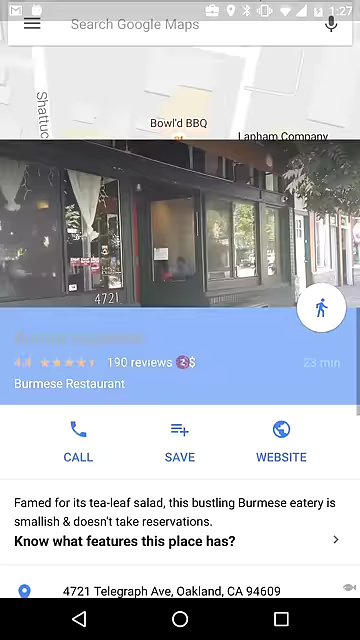 1:27
Search Google Maps
Shattuc
Bowl'd BBQ
Lapham Company
4721
4.4 190 reviews $
23 min
Burmese Restaurant
CALL SAVE WEBSITE
Famed for its tea-leaf salad, this bustling Burmese eatery is
smallish & doesn't take reservations.
Know what features this place has?
4721 Telegraph Ave, Oakland, CA 94609